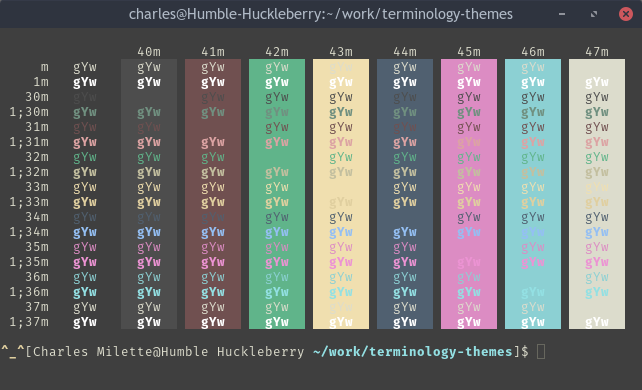 charles@Humble-Huckleberry:~/work/terminology-themes
40m 41m 42m 43m 44m 45m 46m 47m
m gYw gYw gYw gYw gYw gYw gYw gYw
1m gYw gYw gYw gYw gYw gYw gYw gYw gYw
30m gYw gYw gYw gYw gYw gYw gYw gYw
1;30m gYw gYw gYw gYw gYw gYw gYw gYw gYw
31m gYw gYw gYw gYw gYw gYw gYw gYw
1;31m gYw gYw gYw gYw gYw gYw gYw gYw gYw
32m gYw gYw gYw gYw gYw gYw gYw gYw
1;32m gYw gYw gYw gYw gYw gYw gYw gYw gYw
33m gYw gYw gYw gYw gYw gYw gYw gYw
1;33m gYw gYw gYw gYw gYw gYw gYw gYw gYw
34m gYw gYw gYw gYw gYw gYw gYw gYw
1;34m gYw gYw gYw gYw gYw gYw gYw gYw gYw
35m gYw gYw gYw gYw gYw gYw gYw gYw
1;35m gYw gYw gYw gYw gYw gYw gYw gYw gYw
36m gYw gYw gYw gYw gYw gYw gYw gYw
1;36m gYw gYw gYw gYw gYw gYw gYw gYw gYw
37m gYw gYw gYw gYw gYw gYw gYw gYw
1;37m gYw gYw gYw gYw gYw gYw gYw gYw gYw
^_^[Charles Milette@Humble Huckleberry ~/work/terminology-themes]$